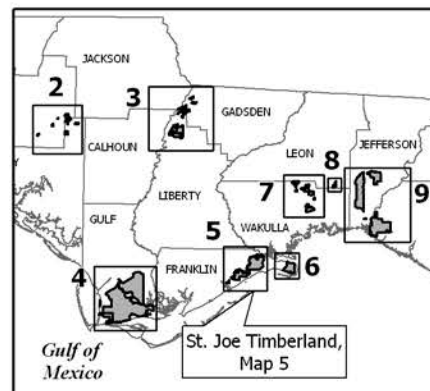 JACKSON
2
3
GADSDEN
CALHOUN
LEON
JEFFERSON
8
7
9
LIBERTY
GULF
WAKULLA
5
FRANKLIN
6
4
St. Joe Timberland,
Map 5
Gulf of
Mexico